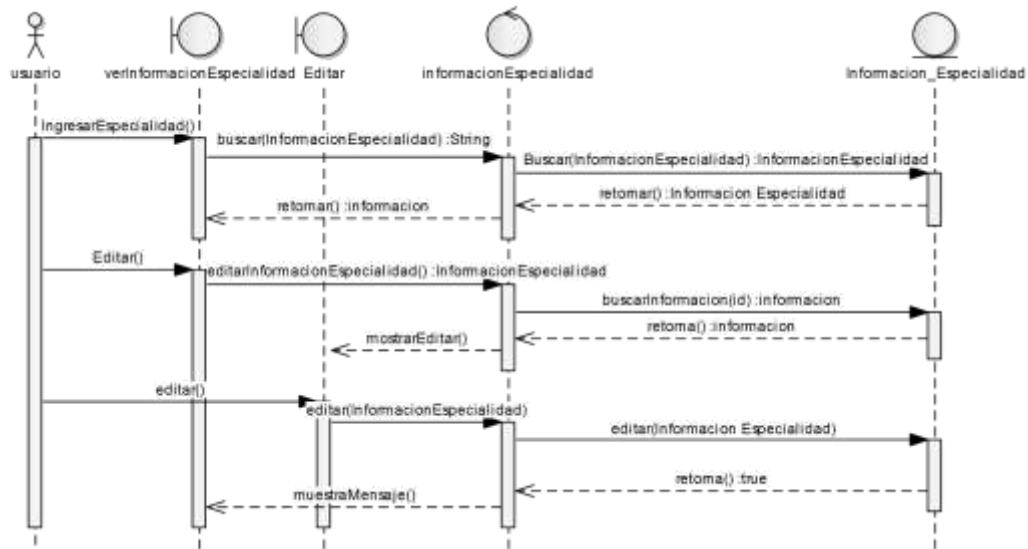 usuario
verInformacionEspecialidad
Editar
informacionEspecialidad
Informacion_Especialidad
IngresarEspecialidad()
buscar(InformacionEspecialidad) :String
Buscar(InformacionEspecialidad) :InformacionEspecialidad
retornar() :informacion
retornar() :Informacion Especialidad
Editar()
editarInformacionEspecialidad() :InformacionEspecialidad
buscarInformacion(id) :informacion
mostrarEditar()
retorna() :informacion
editar()
editar(InformacionEspecialidad)
editar(Informacion Especialidad)
muestraMensaje()
retorna() :true